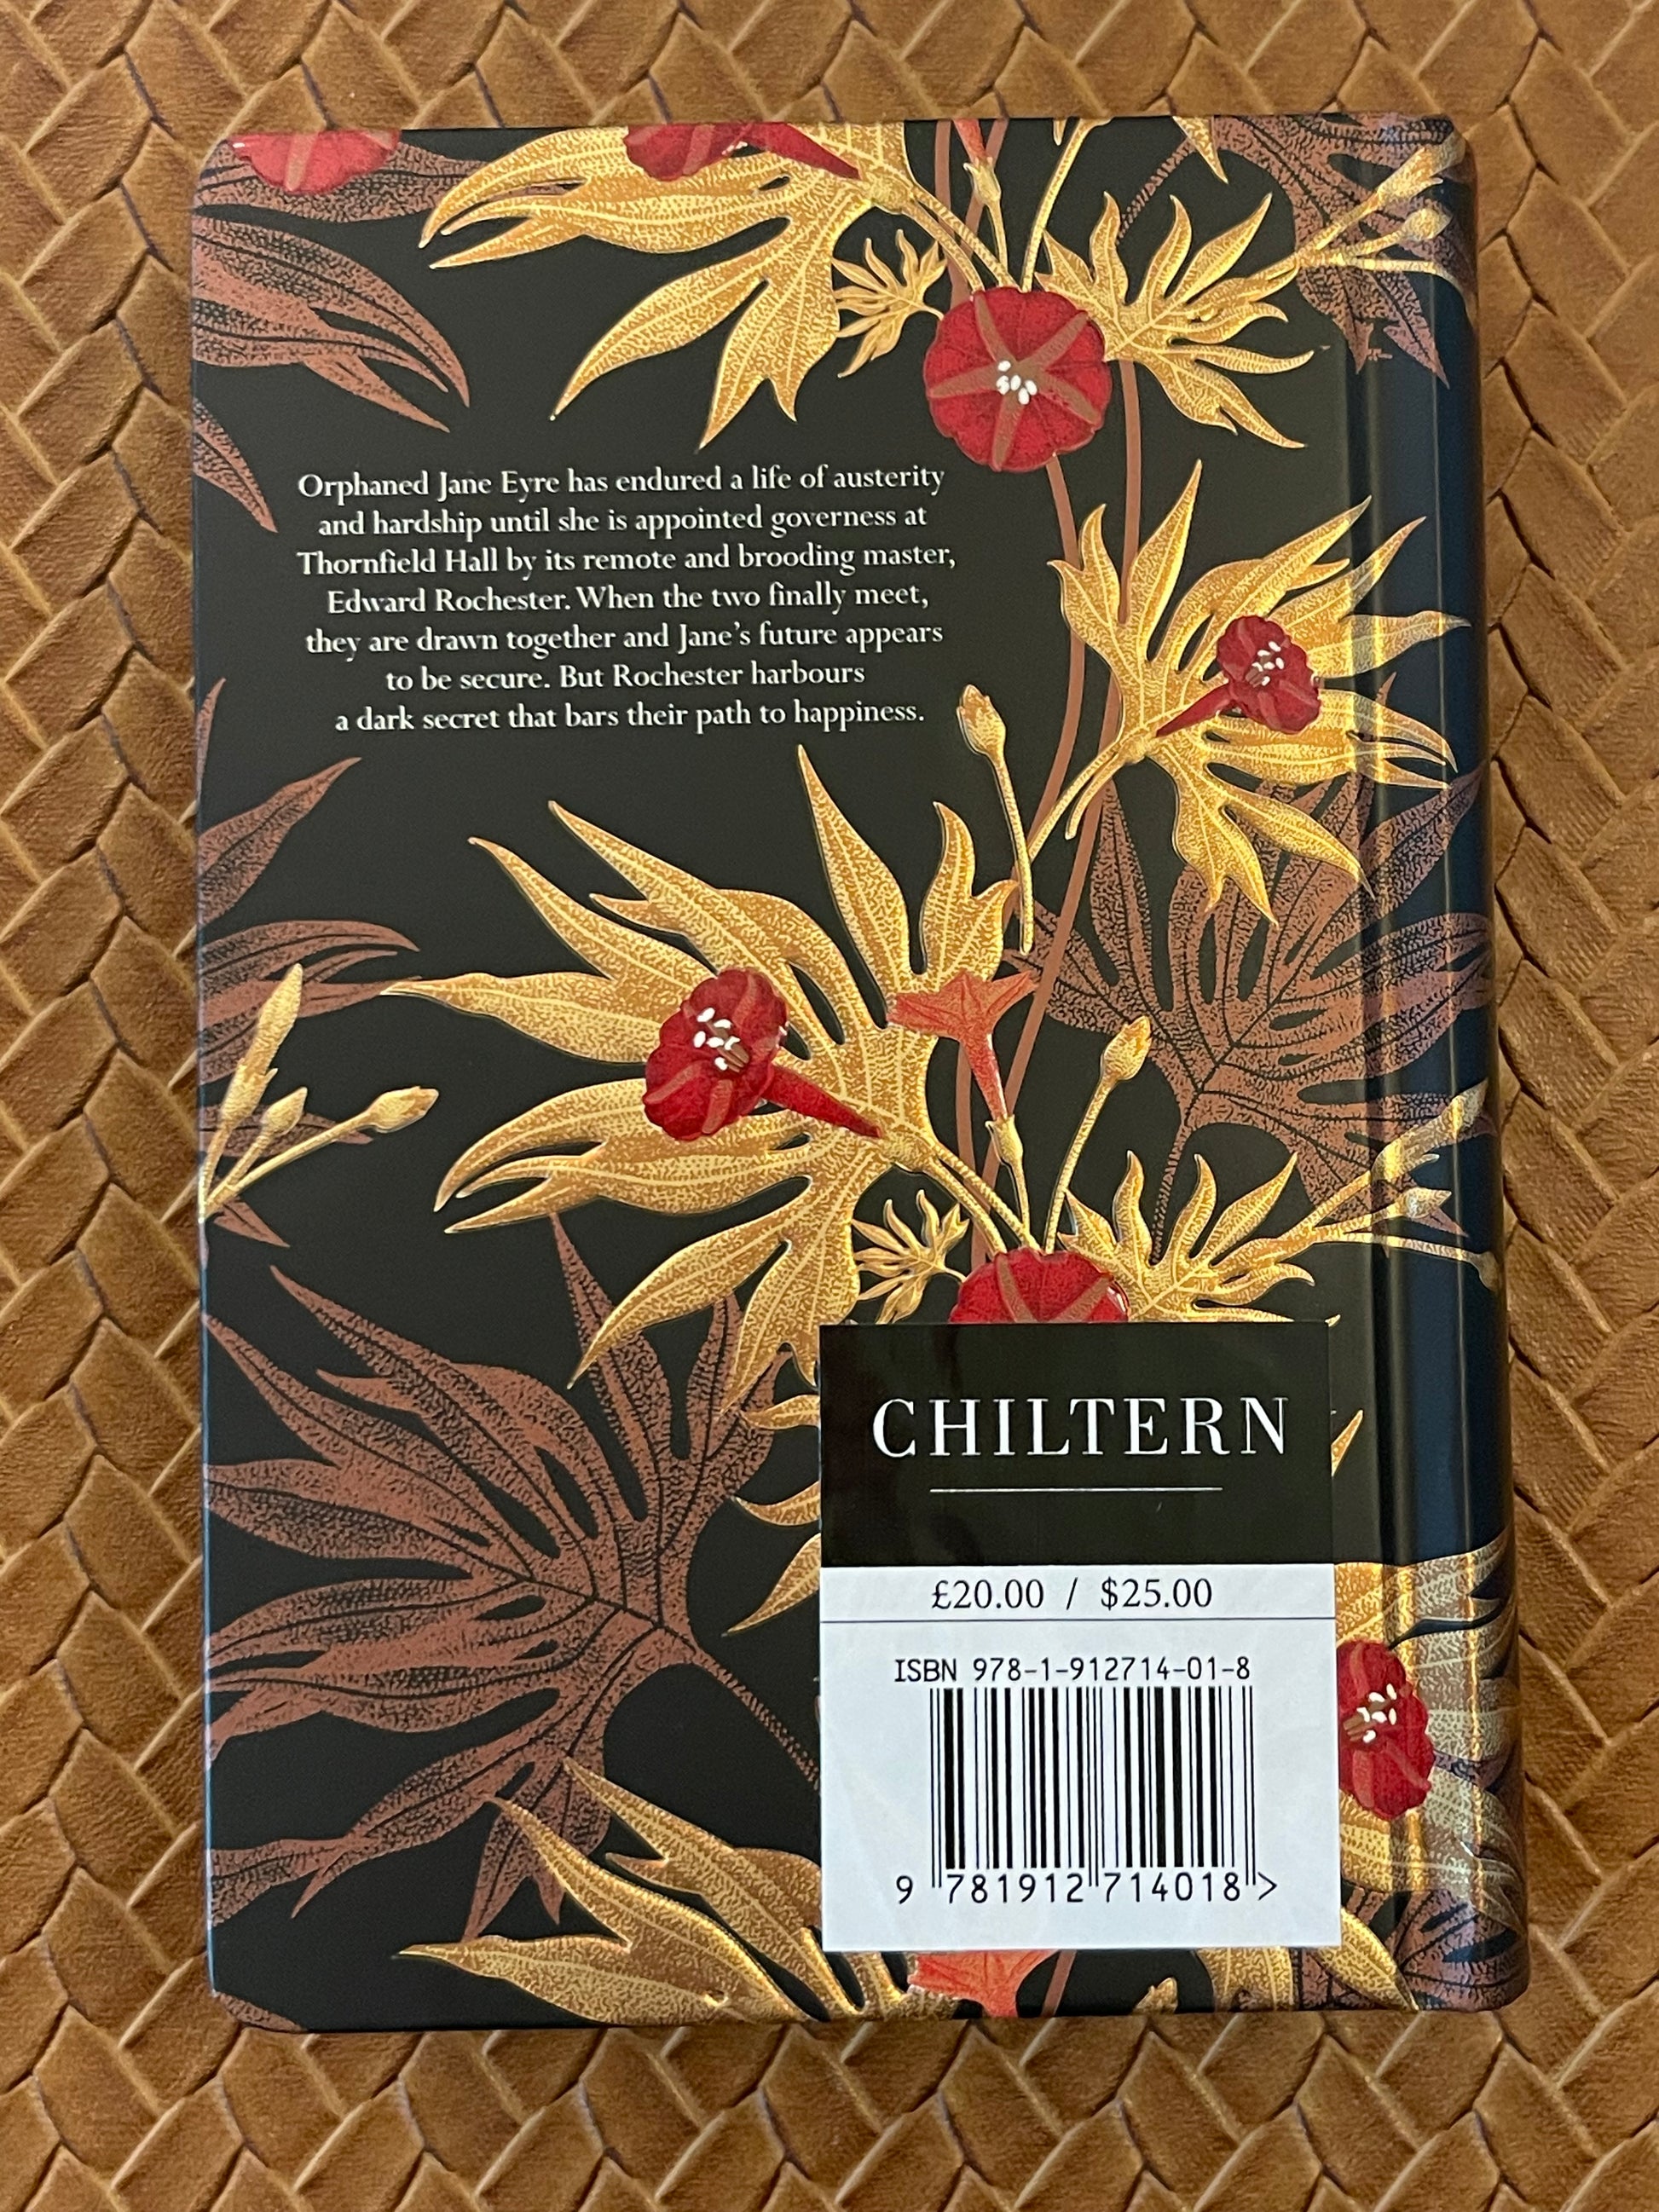 Orphaned Jane Eyre has endured a life of austerity
and hardship until she is appointed governess at
Thornfield Hall by its remote and brooding master,
Edward Rochester. When the two finally meet,
they are drawn together and Jane's future appears
to be secure. But Rochester harbours
a dark secret that bars their path to happiness.
CHILTERN
£20.00 / $25.00
ISBN 978-1-912714-01-8
9 781912 714018 >